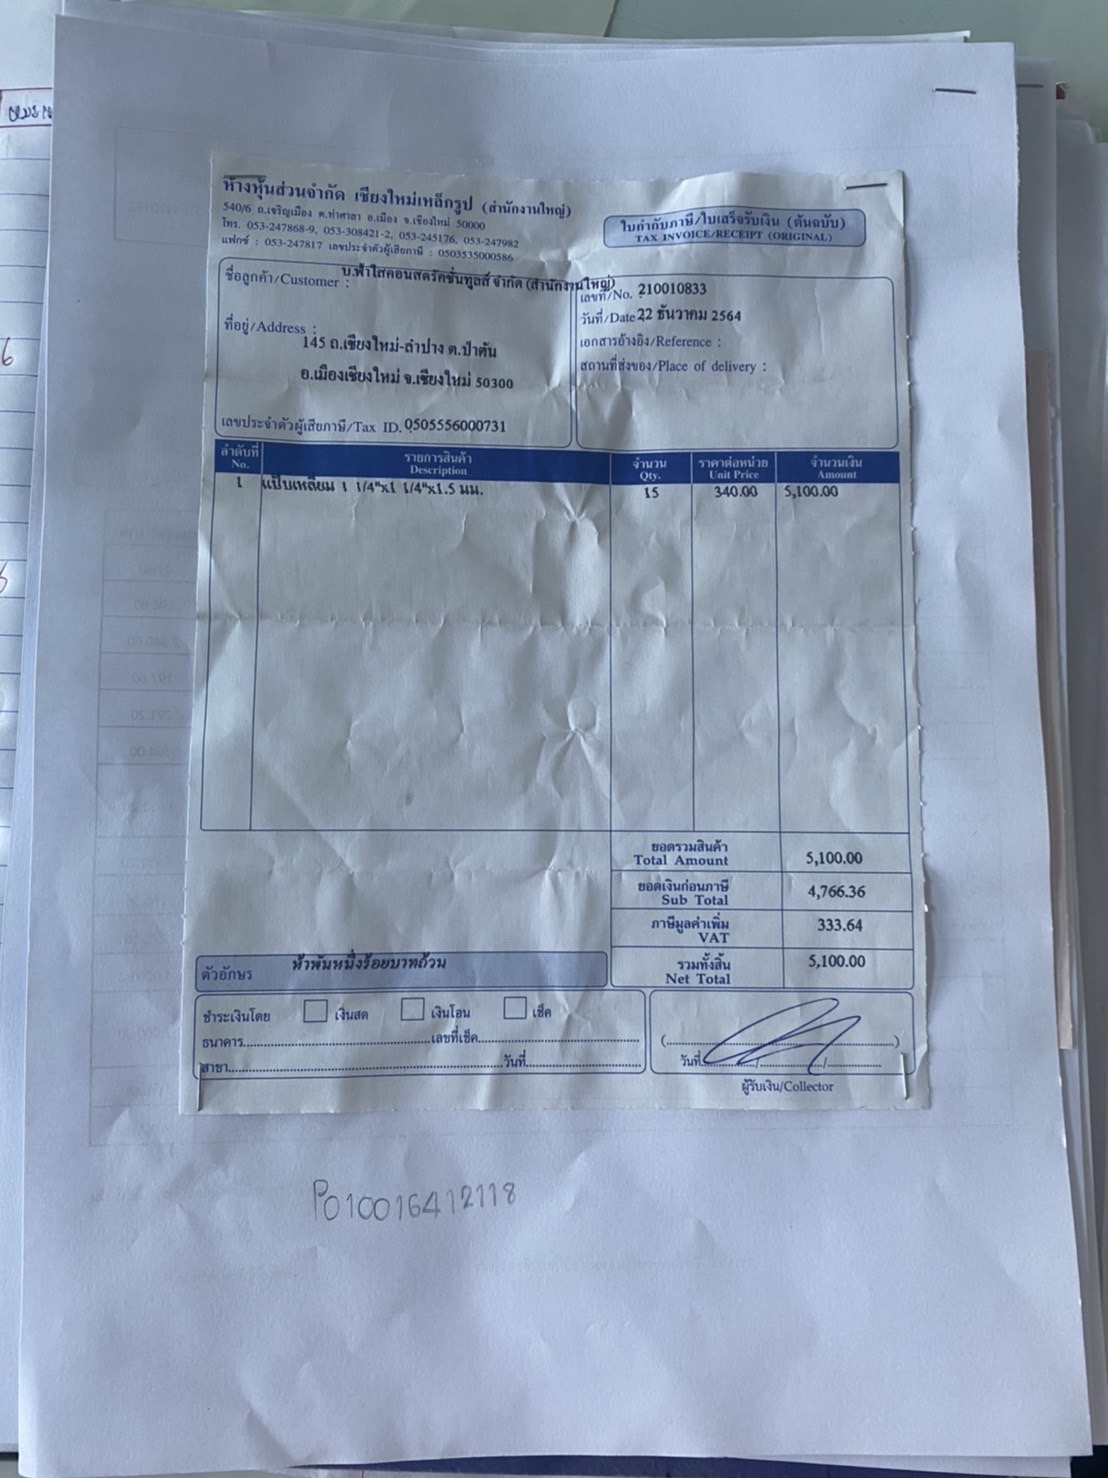 ห้างหุ้นส่วนจำกัด เชียงใหม่เหล็กรูป (สำนักงานใหญ่)
540/6 ถ.เจริญเมือง ต.ท่าศาลา อ.เมือง จ.เชียงใหม่ 50000
โทร. 053-247868-9, 053-308421-2, 053-245176, 053-247982
แฟกซ์ : 053-247817 เลขประจำตัวผู้เสียภาษี : 0503535000586
ใบกำกับภาษี/ใบเสร็จรับเงิน (ต้นฉบับ)
TAX INVOICE/RECEIPT (ORIGINAL)
ชื่อลูกค้า/Customer : บ.ฟ้าใสคอนสตรัคชั่นทูลส์ จำกัด (สำนักงานใหญ่)
ที่อยู่/Address :
145 ถ.เชียงใหม่-ลำปาง ต.ป่าตัน
อ.เมืองเชียงใหม่ จ.เชียงใหม่ 50300
เลขประจำตัวผู้เสียภาษี/Tax ID. 0505556000731
เลขที่/No. 210010833
วันที่/Date 22 ธันวาคม 2564
เอกสารอ้างอิง/Reference :
สถานที่ส่งของ/Place of delivery :
ลำดับที่ รายการสินค้า จำนวน ราคาต่อหน่วย จำนวนเงิน
No. Description Qty. Unit Price Amount
1 แป๊บเหลี่ยม 1 1/4"x1 1/4"x1.5 มม. 15 340.00 5,100.00
ยอดรวมสินค้า
Total Amount 5,100.00
ยอดเงินก่อนภาษี
Sub Total 4,766.36
ภาษีมูลค่าเพิ่ม
VAT 333.64
รวมทั้งสิ้น
Net Total 5,100.00
ตัวอักษร ห้าพันหนึ่งร้อยบาทถ้วน
ชำระเงินโดย เงินสด เงินโอน เช็ค
ธนาคาร เลขที่เช็ค
สาขา วันที่
( )
วันที่ / /
ผู้รับเงิน/Collector
PO10016412118